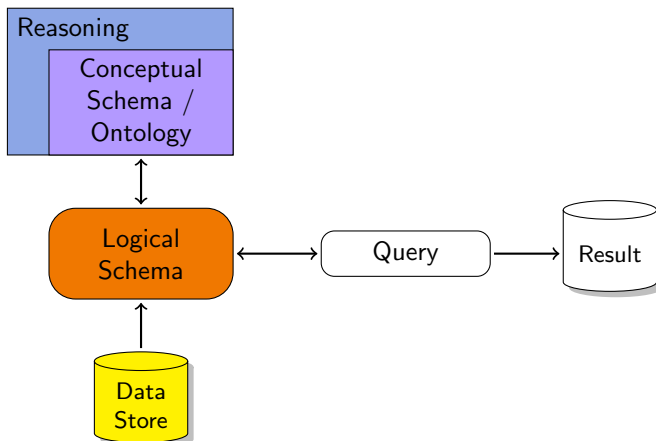 Reasoning
Conceptual
Schema /
Ontology
Logical
Schema
Query
Result
Data
Store